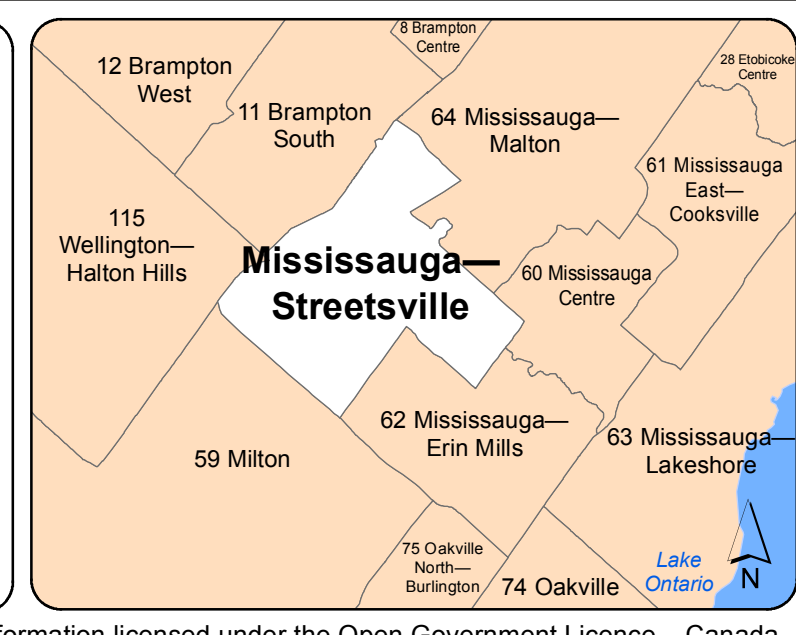 8 Brampton
Centre
12 Brampton
West
28 Etobicoke
Centre
11 Brampton
South
64 Mississauga—
Malton
61 Mississauga
East—
Cooksville
115
Wellington—
Halton Hills
Mississauga—
Streetsville
60 Mississauga
Centre
62 Mississauga—
Erin Mills
63 Mississauga—
Lakeshore
59 Milton
75 Oakville
North—
Burlington
74 Oakville
Lake
Ontario
N
formation licensed under the Open Government Licence – Canada